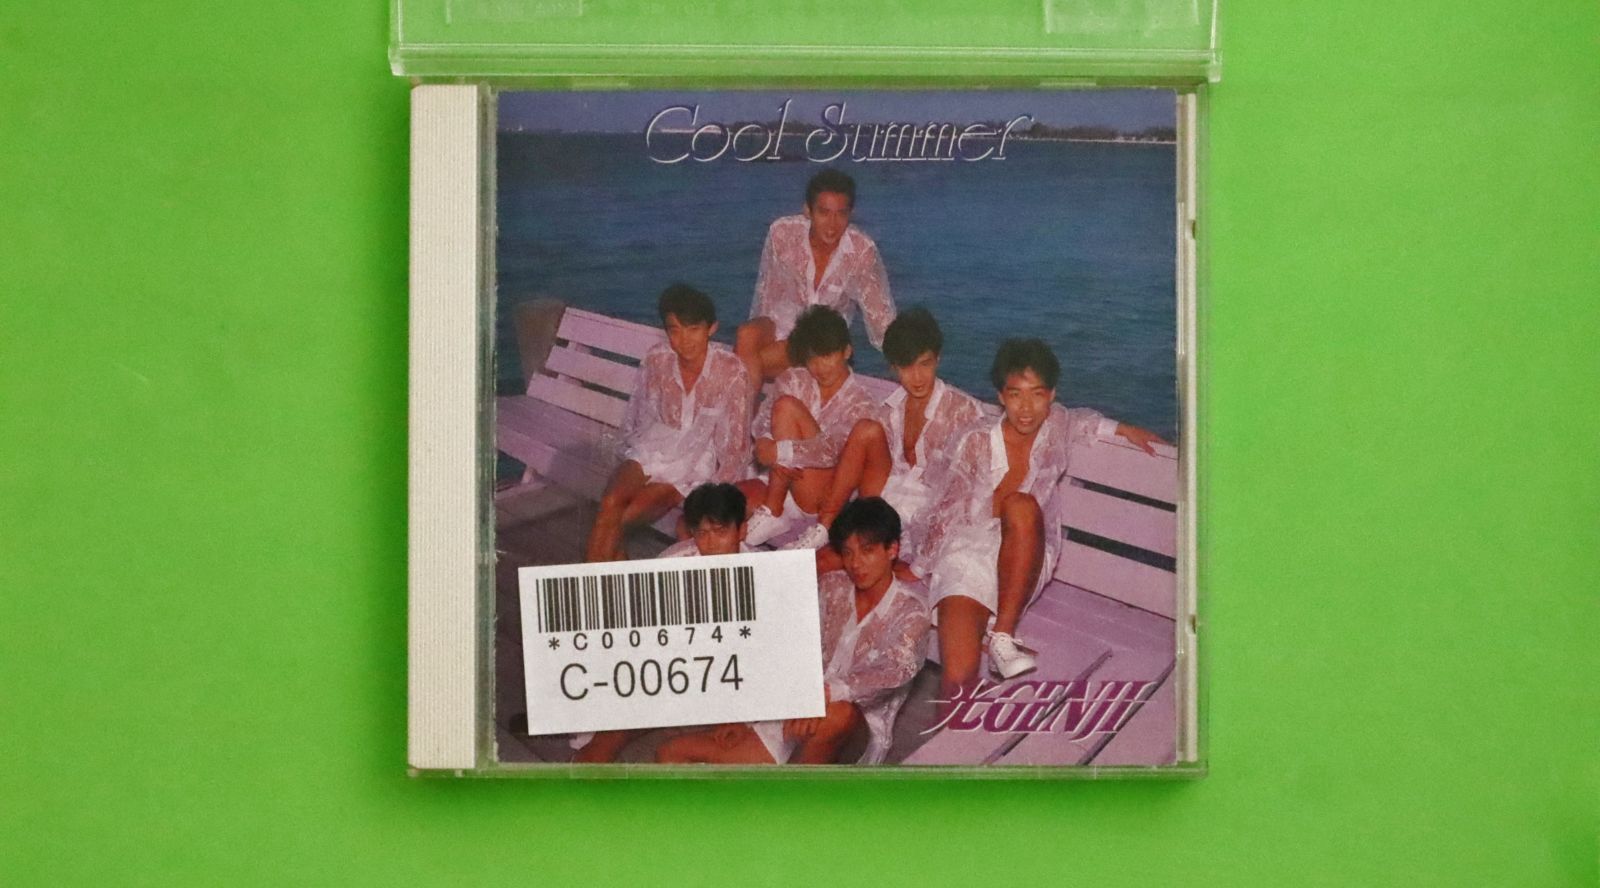 Cool Summer
*C00674*
C-00674
光GENJI